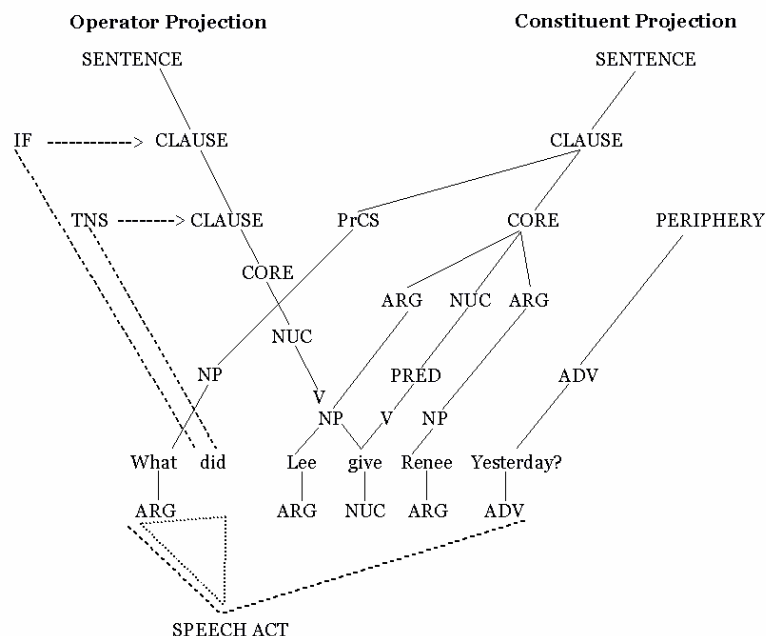 Operator Projection Constituent Projection
SENTENCE SENTENCE
IF CLAUSE CLAUSE
TNS CLAUSE PrCS CORE PERIPHERY
CORE
ARG NUC ARG
NUC
NP PRED ADV
V
NP V NP
What did Lee give Renee Yesterday?
ARG ARG NUC ARG ADV
SPEECH ACT